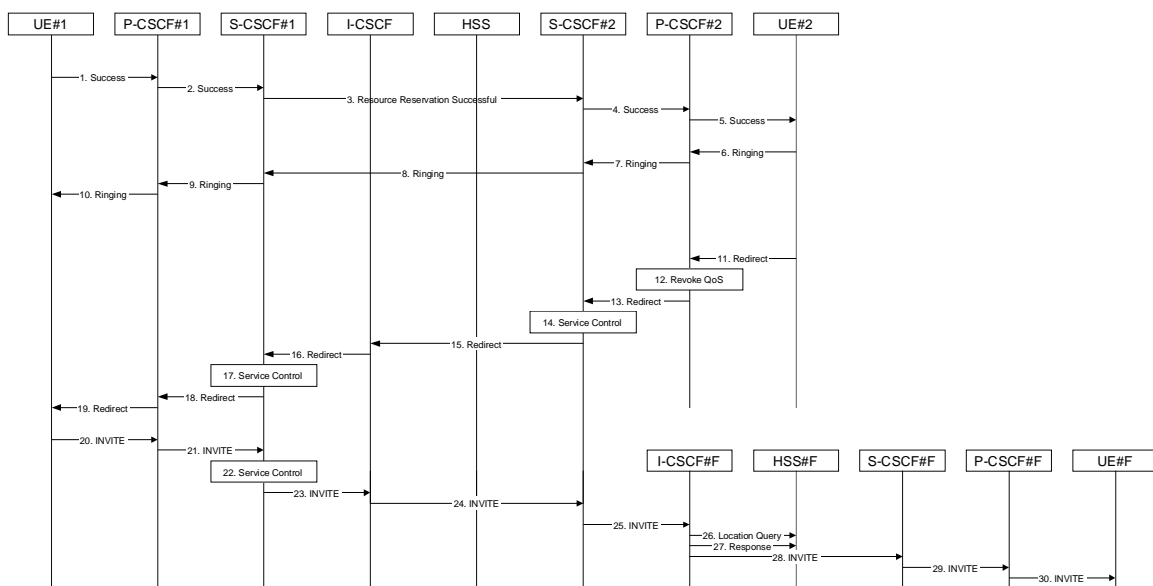 UE#1
P-CSCF#1
S-CSCF#1
I-CSCF
HSS
S-CSCF#2
P-CSCF#2
UE#2
1. Success
2. Success
3. Resource Reservation Successful
4. Success
5. Success
6. Ringing
7. Ringing
8. Ringing
9. Ringing
10. Ringing
11. Redirect
12. Revoke QoS
13. Redirect
14. Service Control
15. Redirect
16. Redirect
17. Service Control
18. Redirect
19. Redirect
20. INVITE
21. INVITE
I-CSCF#F
HSS#F
S-CSCF#F
P-CSCF#F
UE#F
22. Service Control
23. INVITE
24. INVITE
25. INVITE
26. Location Query
27. Response
28. INVITE
29. INVITE
30. INVITE